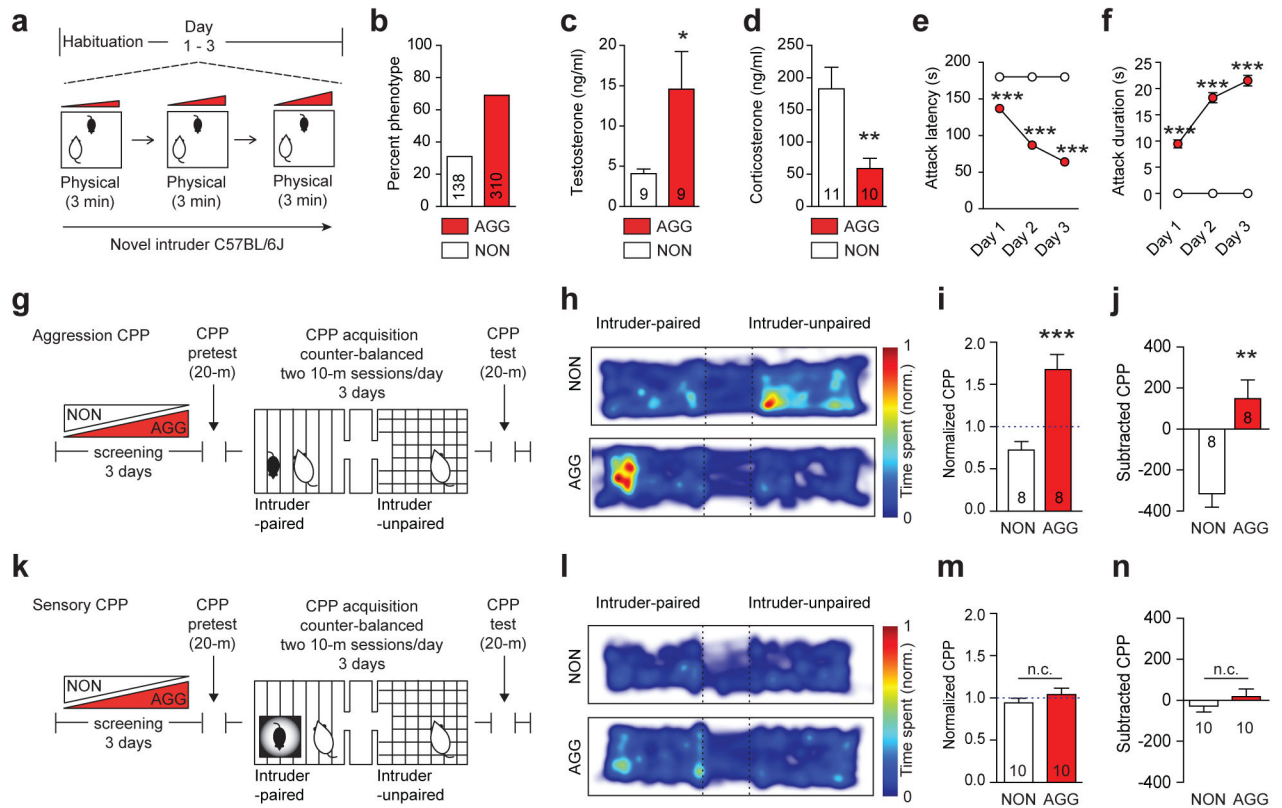 a
Habituation
Day
1 - 3
Physical
(3 min)
Physical
(3 min)
Physical
(3 min)
Novel intruder C57BL/6J
b
Percent phenotype
100
80
60
40
20
0
138
310
AGG
NON
c
Testosterone (ng/ml)
20
15
10
5
0
*
9
9
AGG
NON
d
Corticosterone (ng/ml)
250
200
150
100
50
0
**
11
10
AGG
NON
e
Attack latency (s)
200
150
100
50
0
***
***
***
Day 1
Day 2
Day 3
f
Attack duration (s)
25
20
15
10
5
0
***
***
***
Day 1
Day 2
Day 3
g
Aggression CPP
NON
AGG
screening
3 days
CPP
pretest
(20-m)
CPP acquisition
counter-balanced
two 10-m sessions/day
3 days
Intruder
-paired
Intruder
-unpaired
CPP
test
(20-m)
h
Intruder-paired
Intruder-unpaired
NON
AGG
1
0
Time spent (norm.)
i
Normalized CPP
2.0
1.5
1.0
0.5
0.0
***
8
8
NON AGG
j
Subtracted CPP
400
200
0
-200
-400
**
8
8
NON AGG
k
Sensory CPP
NON
AGG
screening
3 days
CPP
pretest
(20-m)
CPP acquisition
counter-balanced
two 10-m sessions/day
3 days
Intruder
-paired
Intruder
-unpaired
CPP
test
(20-m)
l
Intruder-paired
Intruder-unpaired
NON
AGG
1
0
Time spent (norm.)
m
Normalized CPP
2.0
1.5
1.0
0.5
0.0
n.c.
10
10
NON AGG
n
Subtracted CPP
400
200
0
-200
-400
n.c.
10
10
NON AGG